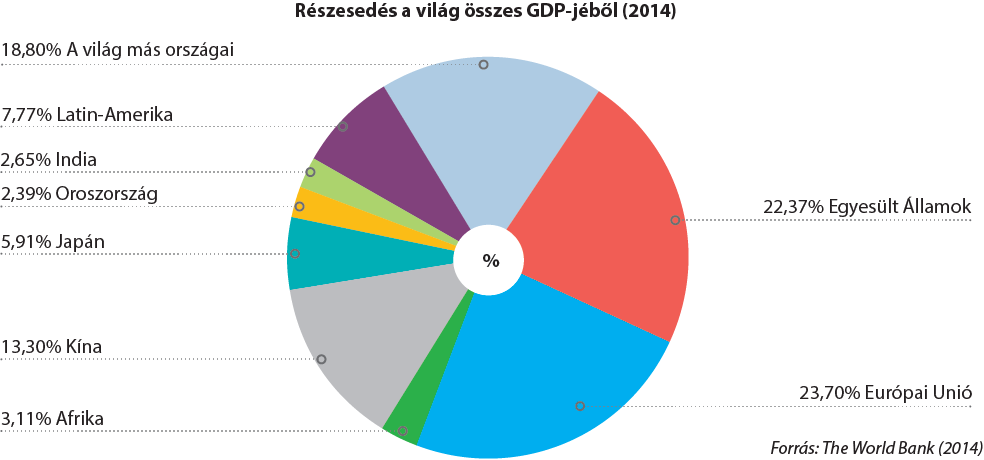 Részesedés a világ összes GDP-jéből (2014)
18,80% A világ más országai
7,77% Latin-Amerika
2,65% India
2,39% Oroszország
5,91% Japán
13,30% Kína
3,11% Afrika
%
22,37% Egyesült Államok
23,70% Európai Unió
Forrás: The World Bank (2014)